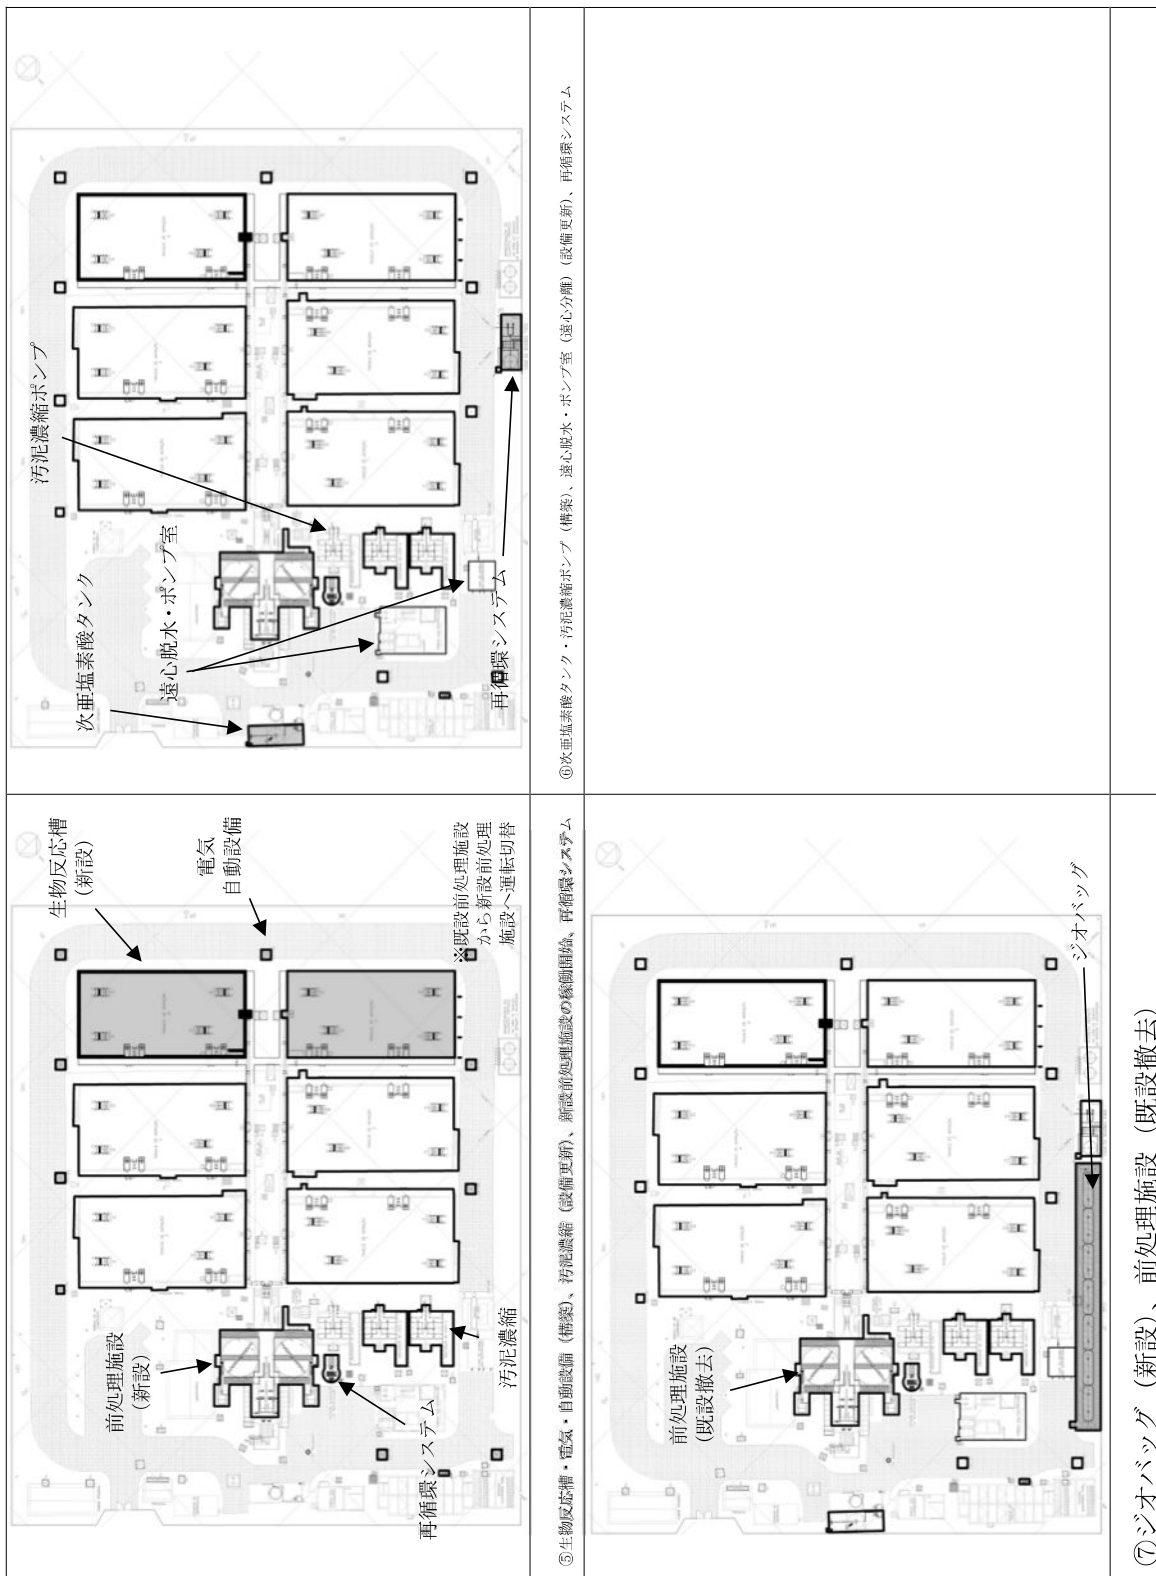 生物反応槽
(新設)
電気
自動設備
※既設前処理施設
から新設前処理
施設へ運転切替
前処理施設
(新設)
再循環システム
汚泥濃縮
⑤生物反応槽・電気・自動設備（構築）、汚泥濃縮（設備更新）、新設前処理施設の稼働開始、再循環システム
汚泥濃縮ポンプ
遠心脱水・ポンプ室
次亜塩素酸タンク
再循環システム
⑥次亜塩素酸タンク・汚泥濃縮ポンプ（構築）、遠心脱水・ポンプ室（遠心分離）（設備更新）、再循環システム
前処理施設
(既設撤去)
ジオバッグ
⑦ジオバッグ（新設）、前処理施設（既設撤去）